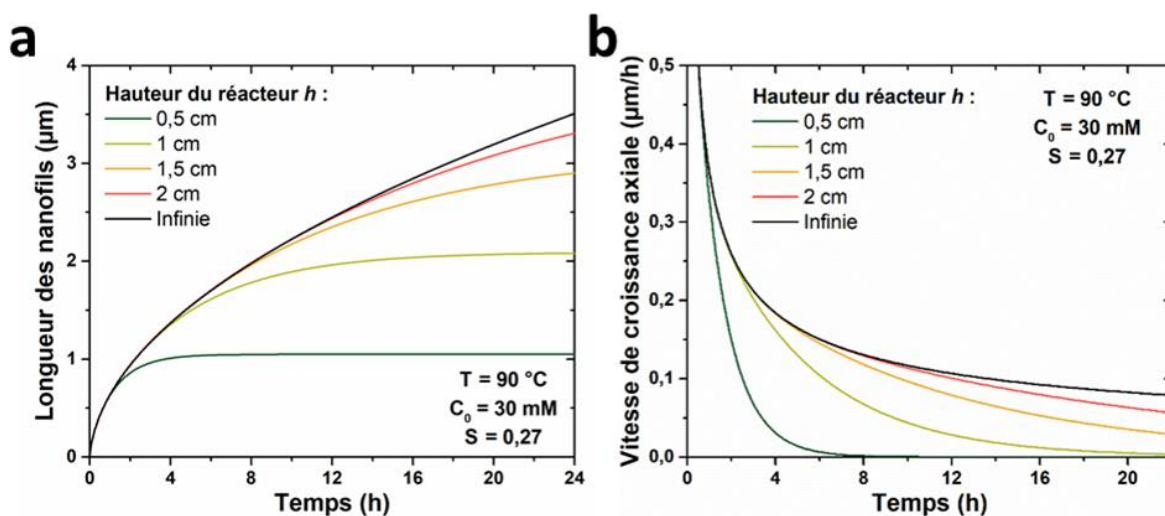 a
Longueur des nanofils (µm)
4
3
2
1
0
Hauteur du réacteur h :
0,5 cm
1 cm
1,5 cm
2 cm
Infinie
T = 90 °C
C0 = 30 mM
S = 0,27
0 4 8 12 16 20 24
Temps (h)
b
Vitesse de croissance axiale (µm/h)
0,5
0,4
0,3
0,2
0,1
0,0
Hauteur du réacteur h :
0,5 cm
1 cm
1,5 cm
2 cm
Infinie
T = 90 °C
C0 = 30 mM
S = 0,27
0 4 8 12 16 20
Temps (h)